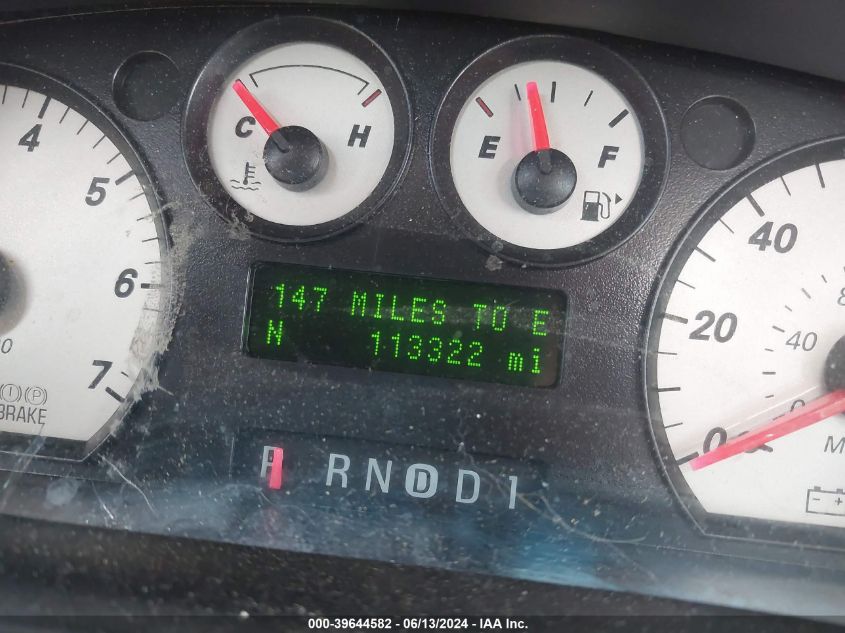 4
5
6
7
BRAKE
C H
E F
147 MILES TO E
N 113322 mi
P R N D D 1
40
20
40
0
0
000-39644582 / 06/13/2024 - IAA Inc.